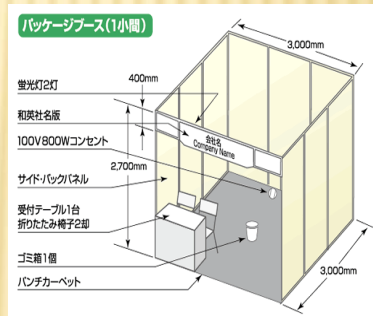 パッケージブース(1小間)
3,000mm
400mm
蛍光灯2灯
和英社名版
会社名
Company Name
100V800Wコンセント
2,700mm
サイド・バックパネル
受付テーブル1台
折りたたみ椅子2却
ゴミ箱1個
パンチカーペット
3,000mm